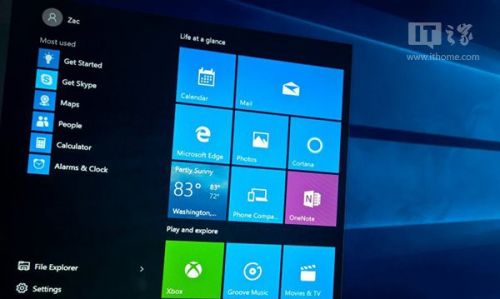 Zac
Most used
Get Started
Get Skype
Maps
People
Calculator
Alarms & Clock
File Explorer
Settings
Life at a glance
Calendar
Mail
Microsoft Edge
Photos
Cortana
Partly Sunny
83° 83°
72°
Washington,...
Phone Compa...
OneNote
Play and explore
Xbox
Groove Music
Movies & TV
IT之家
www.ithome.com